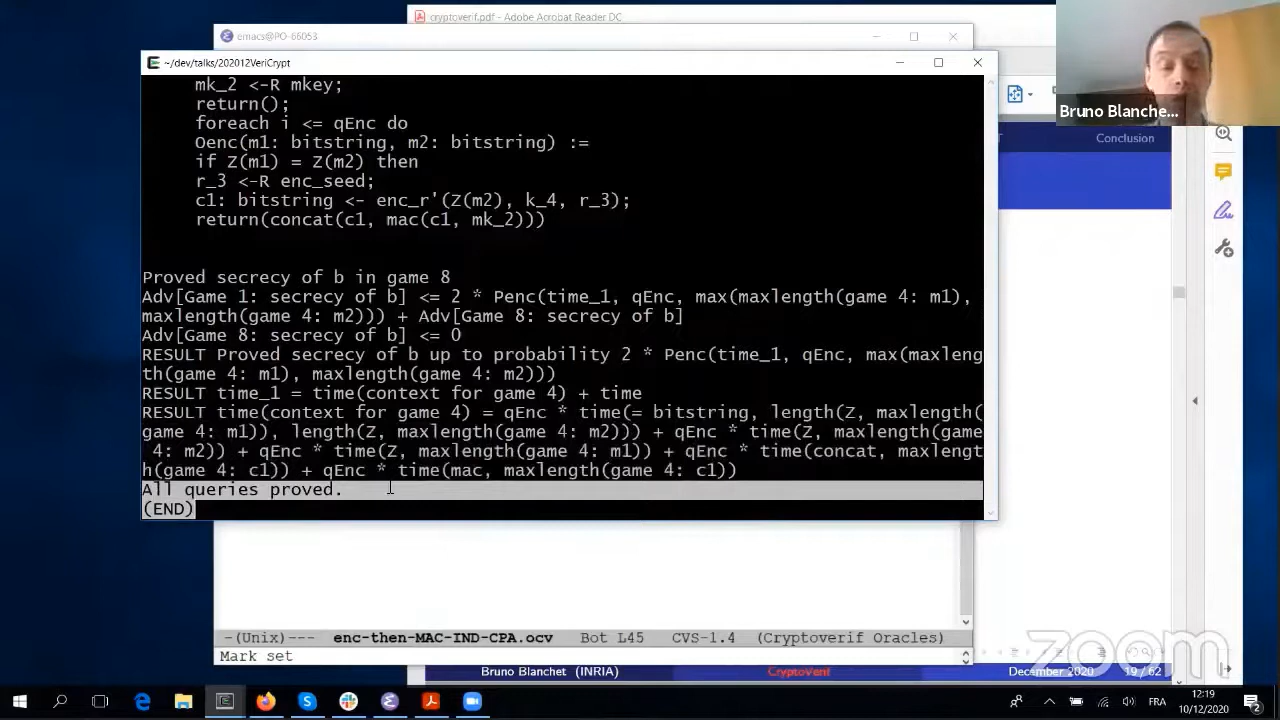 cryptoverif.pdf - Adobe Acrobat Reader DC
emacs@PO-66053
~/dev/talks/202012VeriCrypt
Bruno Blanche...
Conclusion
mk_2 <-R mkey;
return();
foreach i <= qEnc do
Oenc(m1: bitstring, m2: bitstring) :=
if Z(m1) = Z(m2) then
r_3 <-R enc_seed;
c1: bitstring <- enc_r'(Z(m2), k_4, r_3);
return(concat(c1, mac(c1, mk_2)))
Proved secrecy of b in game 8
Adv[Game 1: secrecy of b] <= 2 * Penc(time_1, qEnc, max(maxlength(game 4: m1),
maxlength(game 4: m2))) + Adv[Game 8: secrecy of b]
Adv[Game 8: secrecy of b] <= 0
RESULT Proved secrecy of b up to probability 2 * Penc(time_1, qEnc, max(maxleng
th(game 4: m1), maxlength(game 4: m2)))
RESULT time_1 = time(context for game 4) + time
RESULT time(context for game 4) = qEnc * time(= bitstring, length(Z, maxlength(
game 4: m1)), length(Z, maxlength(game 4: m2))) + qEnc * time(Z, maxlength(game
4: m2)) + qEnc * time(Z, maxlength(game 4: m1)) + qEnc * time(concat, maxlengt
h(game 4: c1)) + qEnc * time(mac, maxlength(game 4: c1))
All queries proved.
(END)
-(Unix)--- enc-then-MAC-IND-CPA.ocv Bot L45 CVS-1.4 (Cryptoverif Oracles)
Mark set
zoom
Bruno Blanchet (INRIA) CryptoVerif December 2020 19 / 62
FRA
12:19
10/12/2020
2